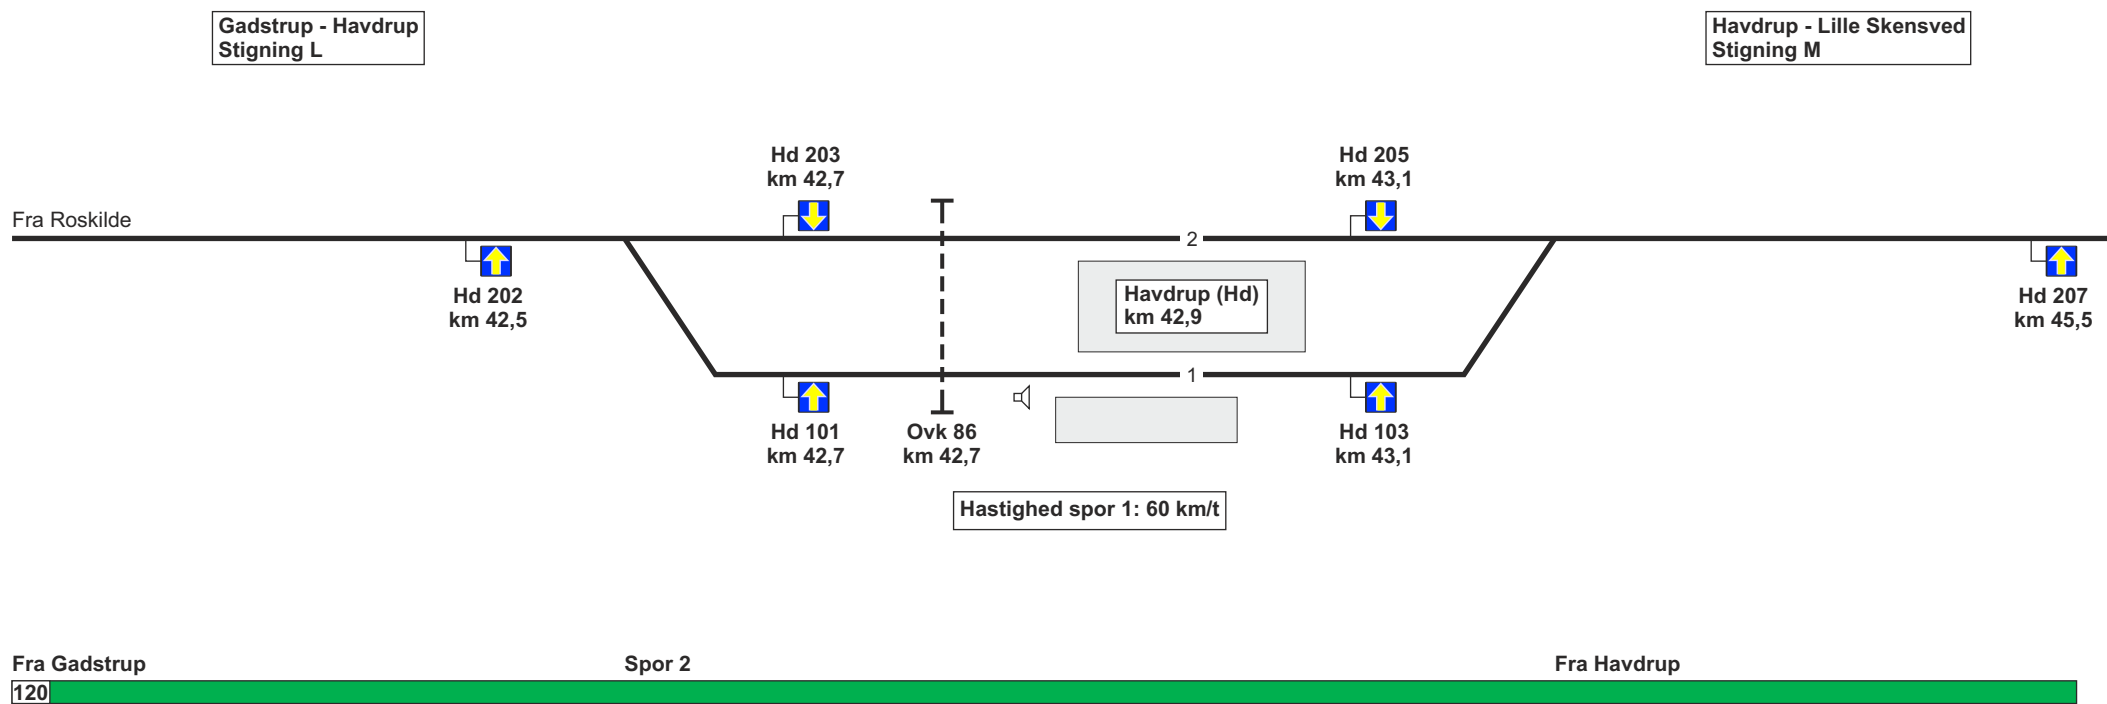 Gadstrup - Havdrup
Stigning L
Havdrup - Lille Skensved
Stigning M
Hd 203
km 42,7
Hd 205
km 43,1
Fra Roskilde
2
Hd 202
km 42,5
Havdrup (Hd)
km 42,9
Hd 207
km 45,5
1
Hd 101
km 42,7
Ovk 86
km 42,7
Hd 103
km 43,1
Hastighed spor 1: 60 km/t
Fra Gadstrup
Spor 2
Fra Havdrup
120